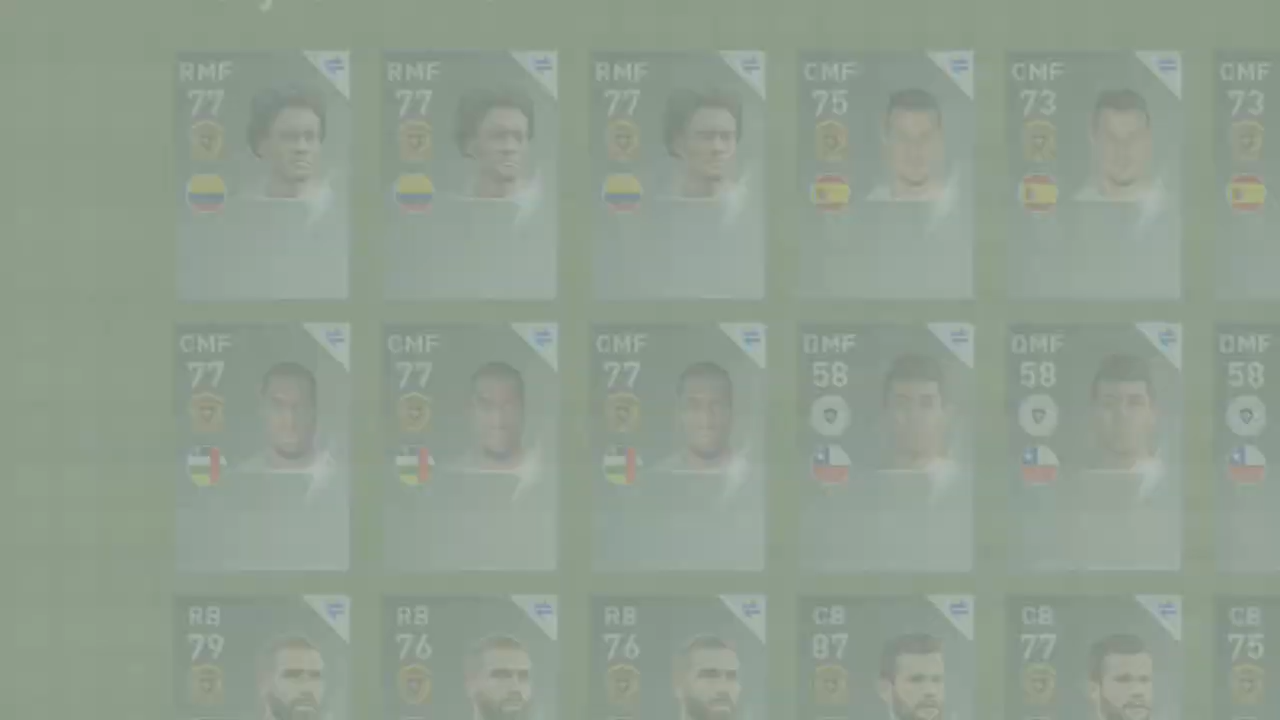 RMF RMF RMF CMF CMF CMF
77 77 77 75 73 73
CMF CMF CMF DMF DMF DMF
77 77 77 58 58 58
RB RB RB CB CB CB
79 76 76 87 77 75